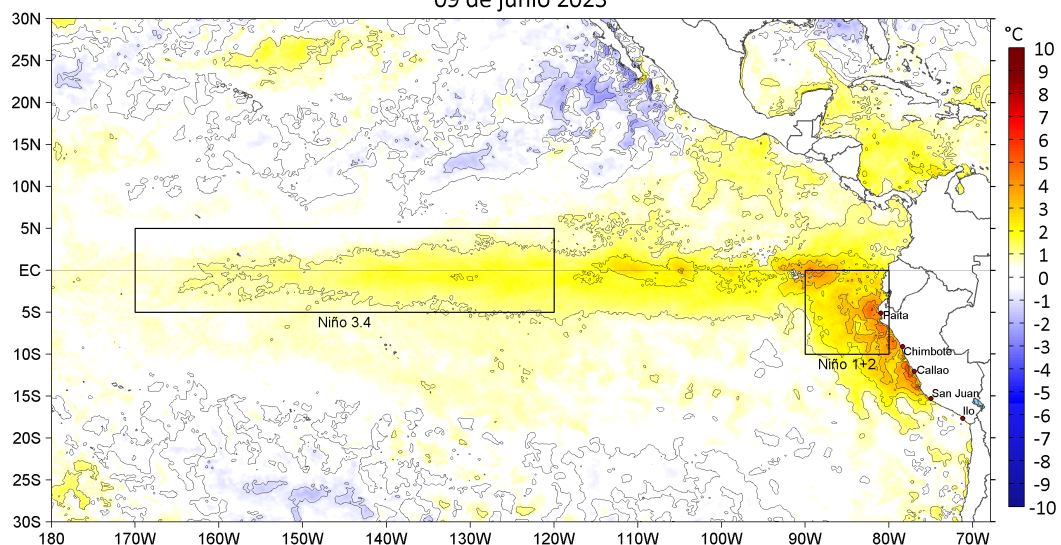 09 de junio 2023
°C
30N
25N
20N
15N
10N
5N
EC
5S
10S
15S
20S
25S
30S
180
170W
160W
150W
140W
130W
120W
110W
100W
90W
80W
70W
Niño 3.4
Niño 1+2
Paita
Chimbote
Callao
San Juan
Ilo
10
9
8
7
6
5
4
3
2
1
0
-1
-2
-3
-4
-5
-6
-7
-8
-9
-10